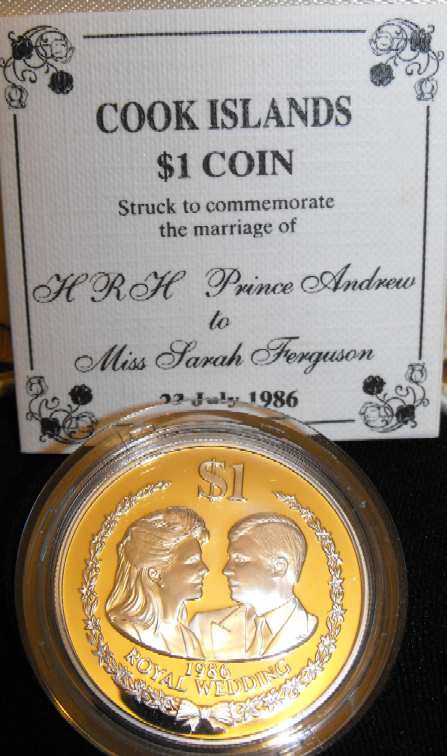 COOK ISLANDS
$1 COIN
Struck to commemorate
the marriage of
H R H Prince Andrew
to
Miss Sarah Ferguson
23 July 1986
$1
1986
ROYAL WEDDING